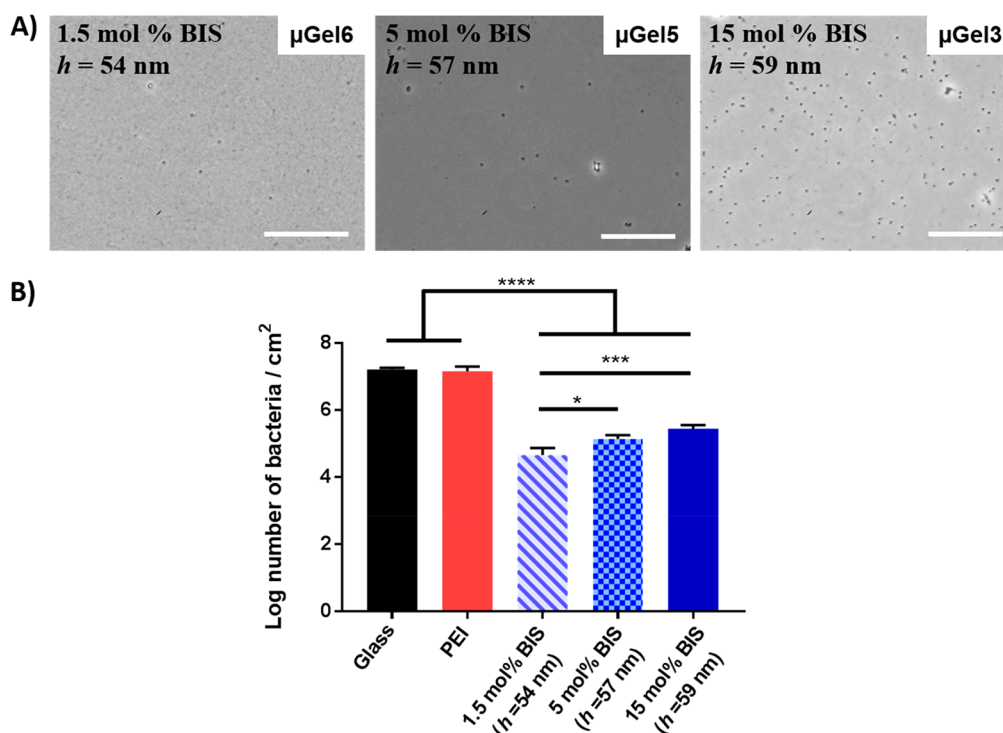 A)
1.5 mol % BIS
h = 54 nm
µGel6
5 mol % BIS
h = 57 nm
µGel5
15 mol % BIS
h = 59 nm
µGel3
B)
****
***
*
Log number of bacteria / cm²
8
6
4
2
0
Glass
PEI
1.5 mol% BIS
(h =54 nm)
5 mol% BIS
(h =57 nm)
15 mol% BIS
(h =59 nm)